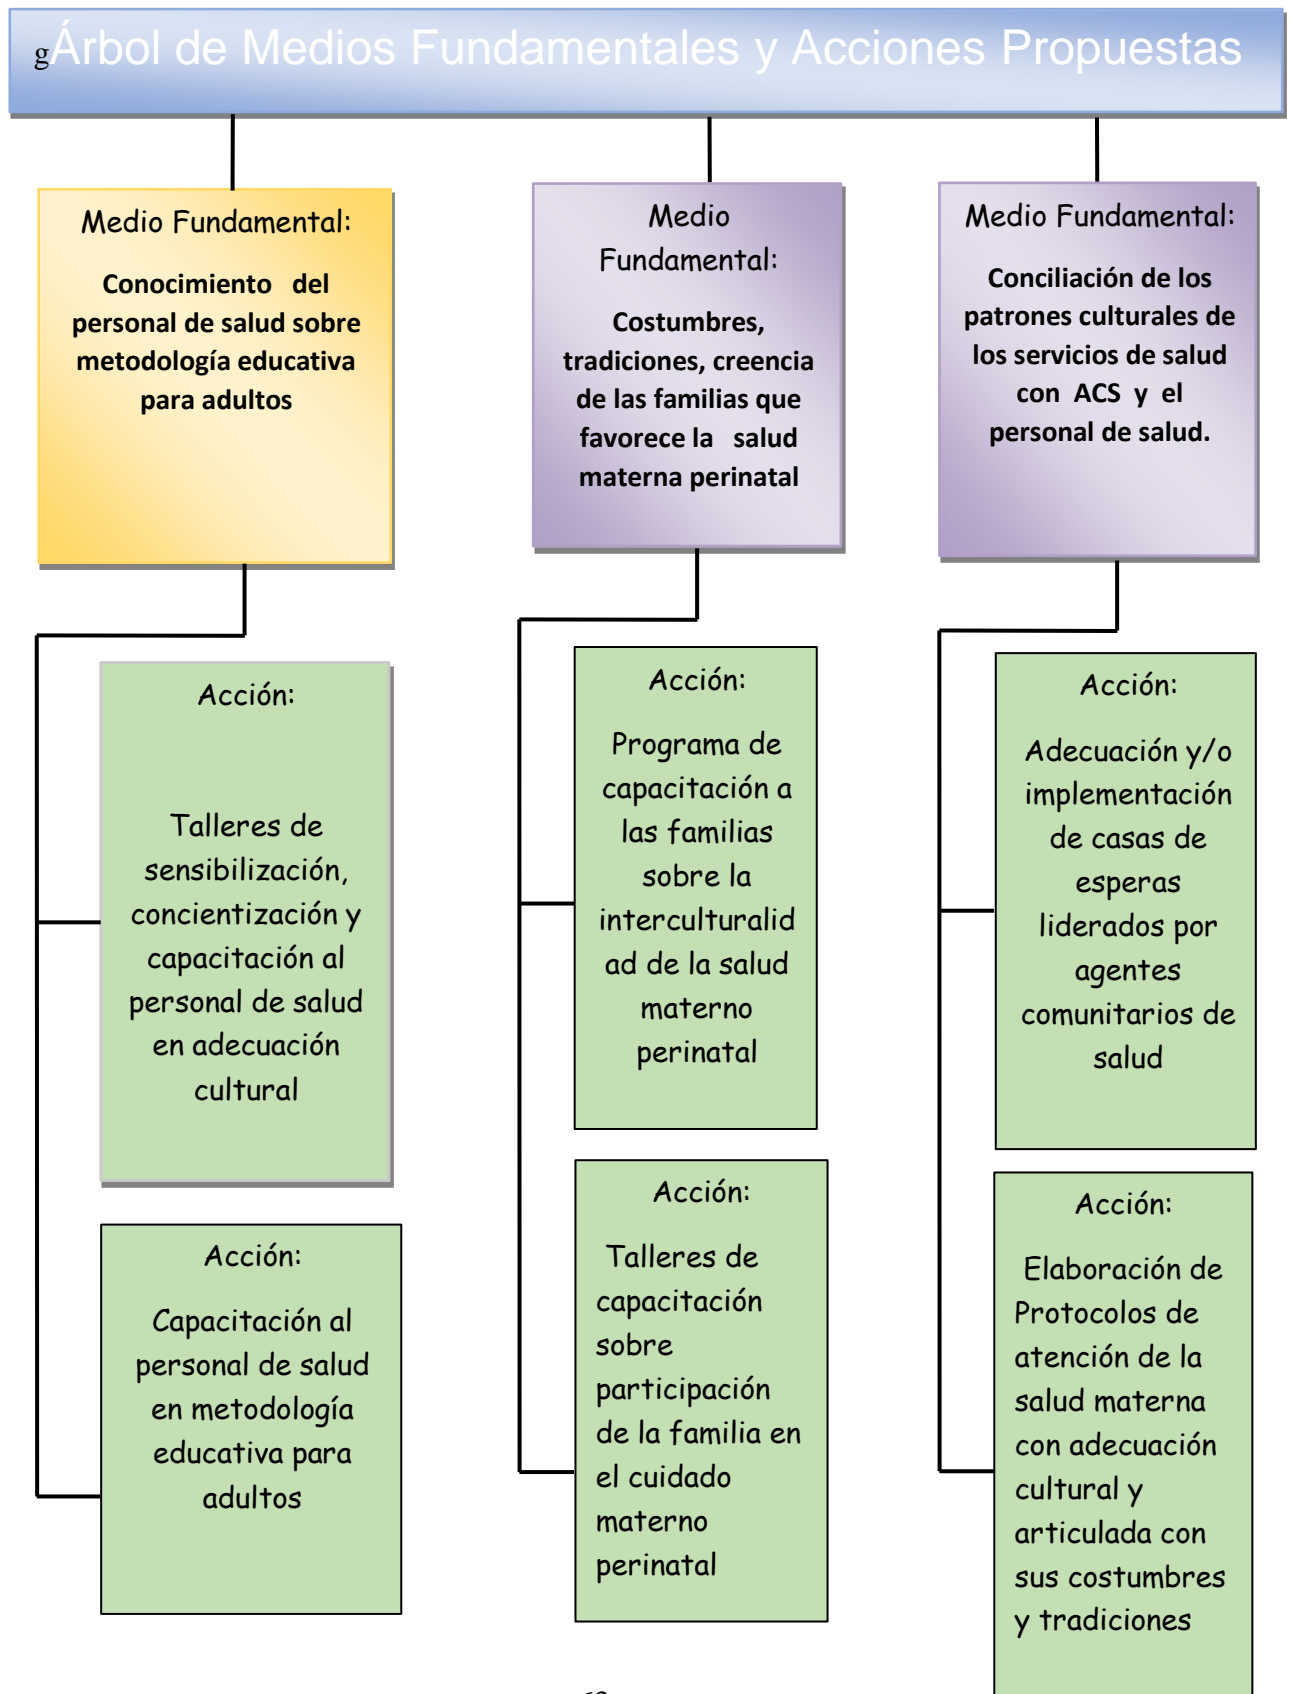 gÁrbol de Medios Fundamentales y Acciones Propuestas
Medio Fundamental:
Conocimiento del
personal de salud sobre
metodología educativa
para adultos
Medio
Fundamental:
Costumbres,
tradiciones, creencia
de las familias que
favorece la salud
materna perinatal
Medio Fundamental:
Conciliación de los
patrones culturales de
los servicios de salud
con ACS y el
personal de salud.
Acción:
Talleres de
sensibilización,
concientización y
capacitación al
personal de salud
en adecuación
cultural
Acción:
Capacitación al
personal de salud
en metodología
educativa para
adultos
Acción:
Programa de
capacitación a
las familias
sobre la
interculturalid
ad de la salud
materno
perinatal
Acción:
Talleres de
capacitación
sobre
participación
de la familia en
el cuidado
materno
perinatal
Acción:
Adecuación y/o
implementación
de casas de
esperas
liderados por
agentes
comunitarios de
salud
Acción:
Elaboración de
Protocolos de
atención de la
salud materna
con adecuación
cultural y
articulada con
sus costumbres
y tradiciones